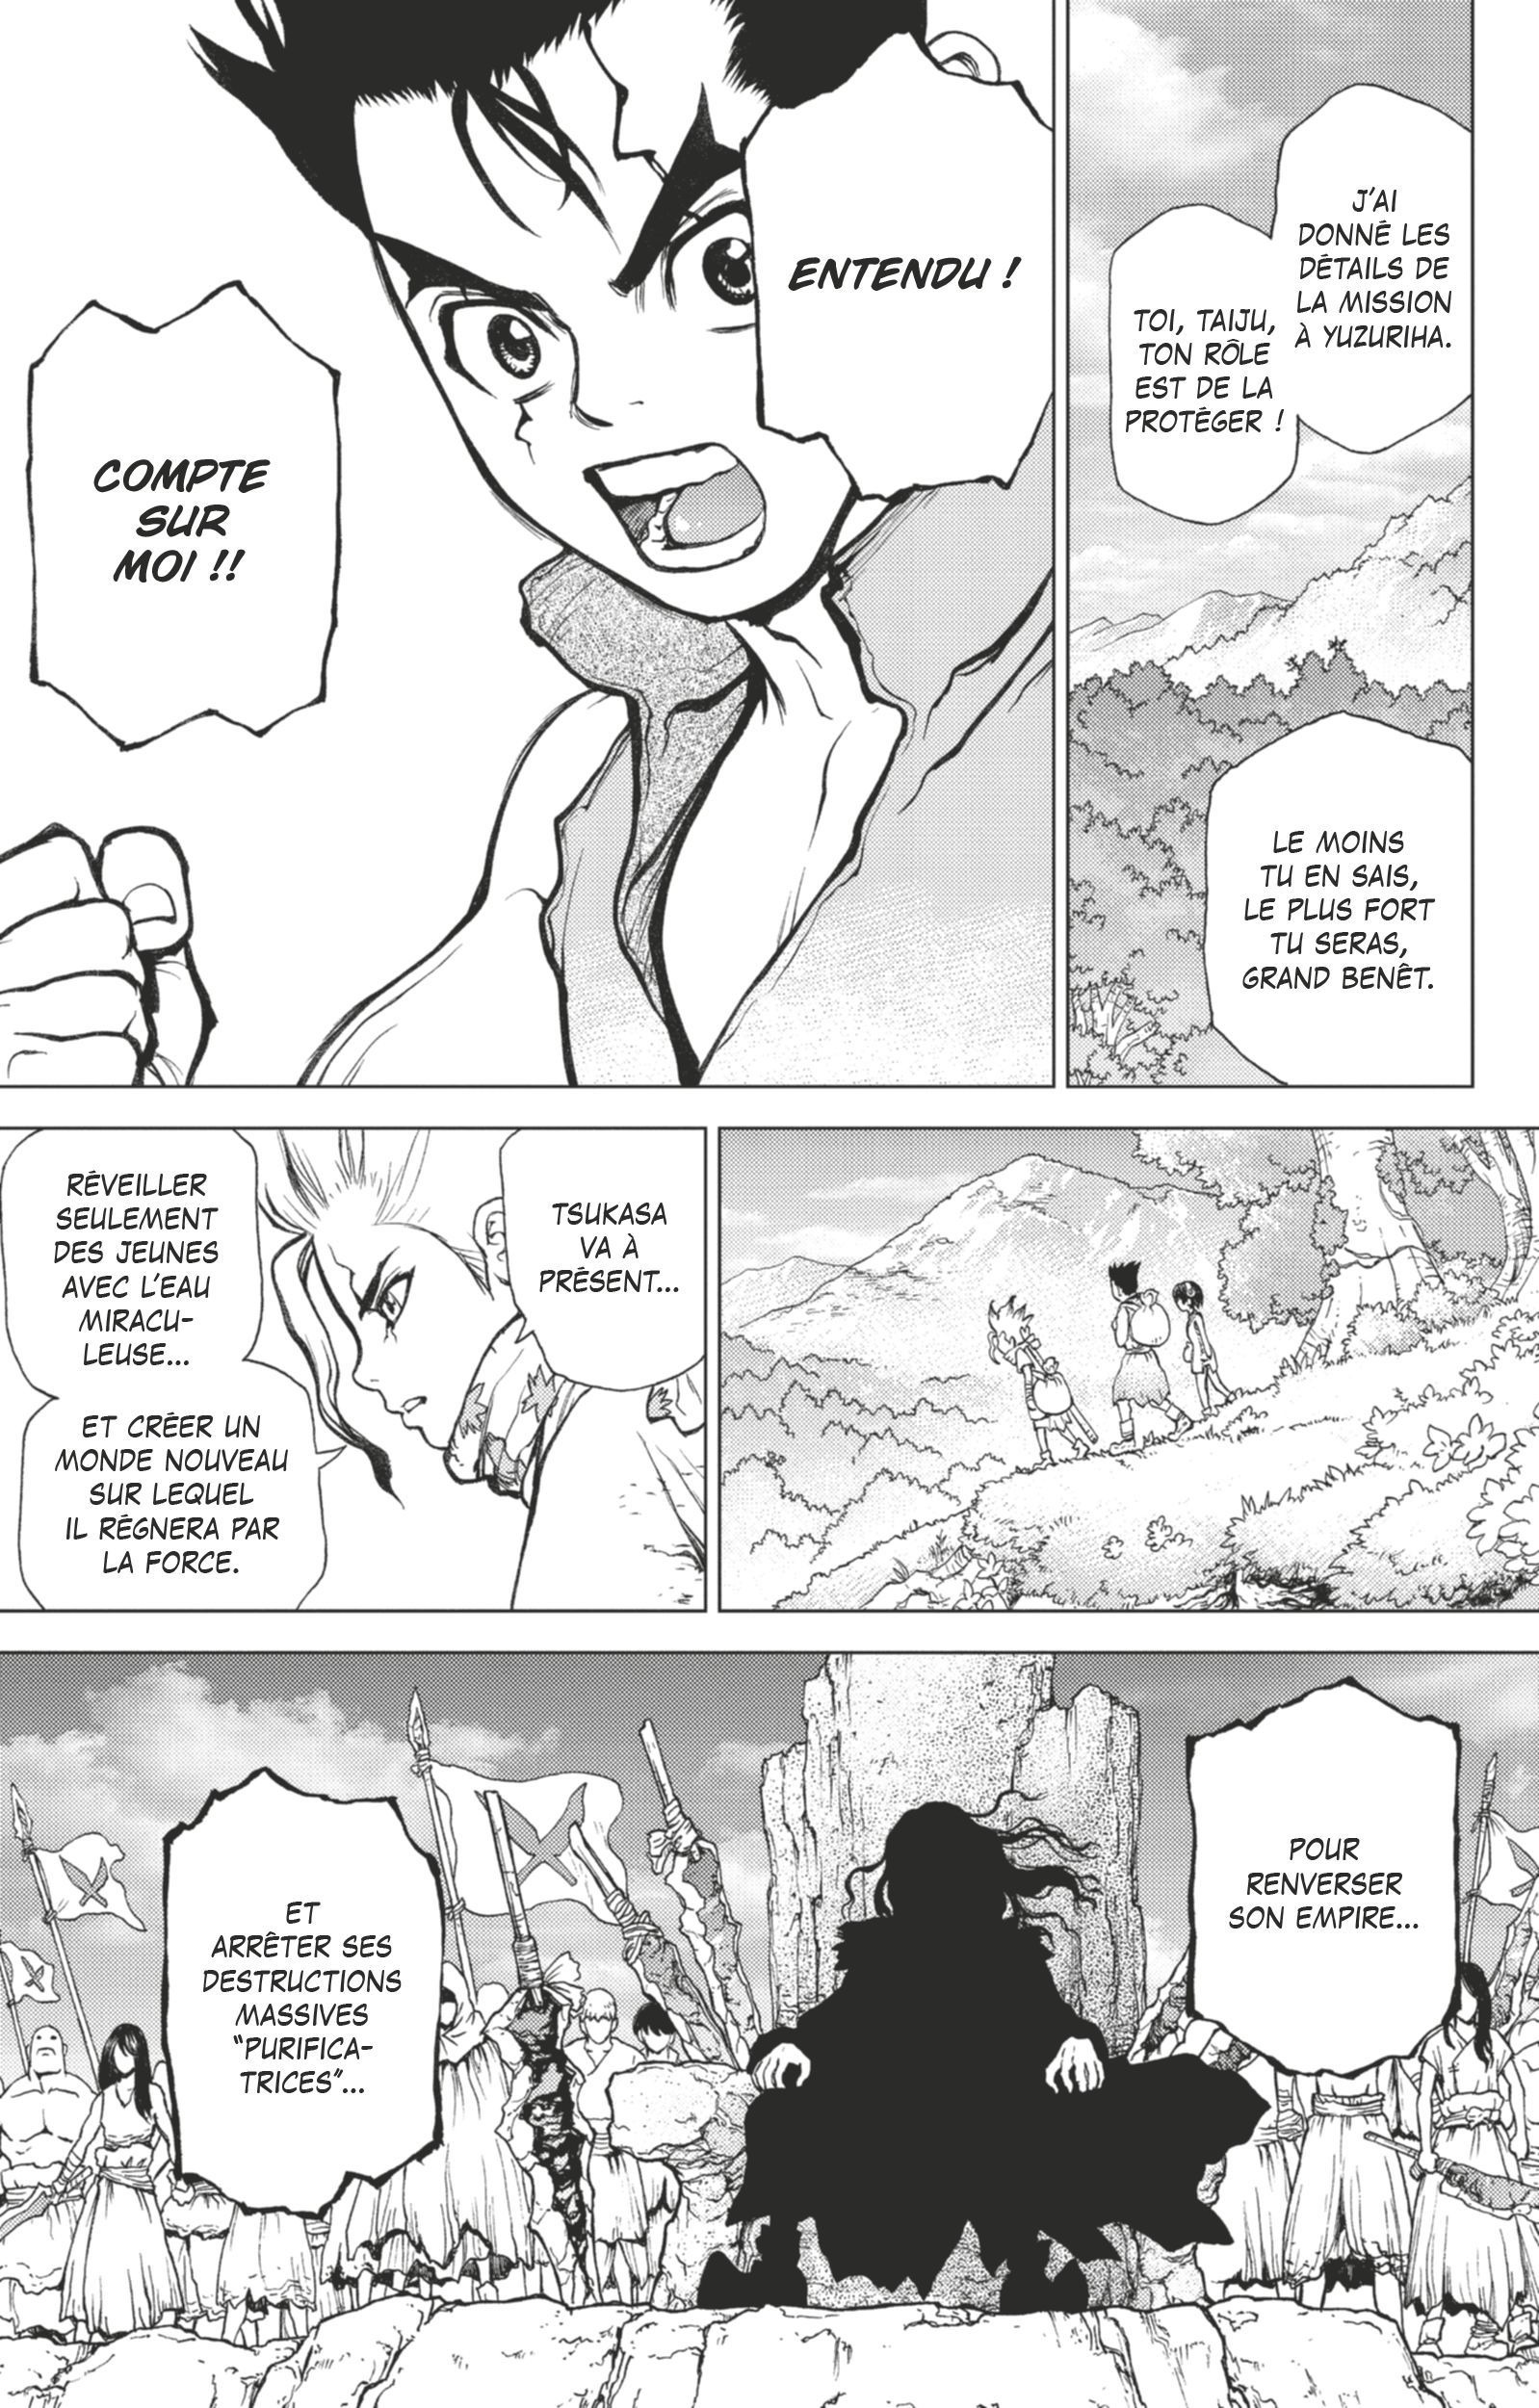 J'AI
DONNÉ LES
DÉTAILS DE
LA MISSION
À YUZURIHA.
TOI, TAIJU,
TON RÔLE
EST DE LA
PROTÉGER !
LE MOINS
TU EN SAIS,
LE PLUS FORT
TU SERAS,
GRAND BENÊT.
ENTENDU !
COMPTE
SUR
MOI !!
TSUKASA
VA À
PRÉSENT...
RÉVEILLER
SEULEMENT
DES JEUNES
AVEC L'EAU
MIRACU-
LEUSE...
ET CRÉER UN
MONDE NOUVEAU
SUR LEQUEL
IL RÉGNERA PAR
LA FORCE.
POUR
RENVERSER
SON EMPIRE...
ET
ARRÊTER SES
DESTRUCTIONS
MASSIVES
"PURIFICA-
TRICES"...